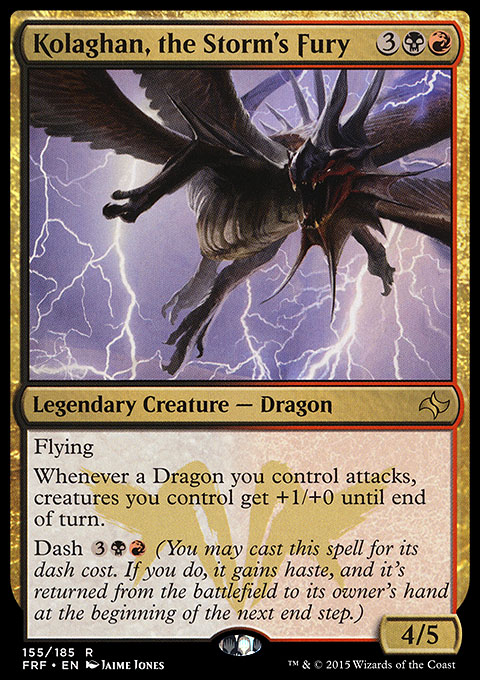 Kolaghan, the Storm's Fury 3
Legendary Creature — Dragon
Flying
Whenever a Dragon you control attacks,
creatures you control get +1/+0 until end
of turn.
Dash 3 (You may cast this spell for its
dash cost. If you do, it gains haste, and it's
returned from the battlefield to its owner's hand
at the beginning of the next end step.)
4/5
155/185 R
FRF • EN Jaime Jones
™ & © 2015 Wizards of the Coast